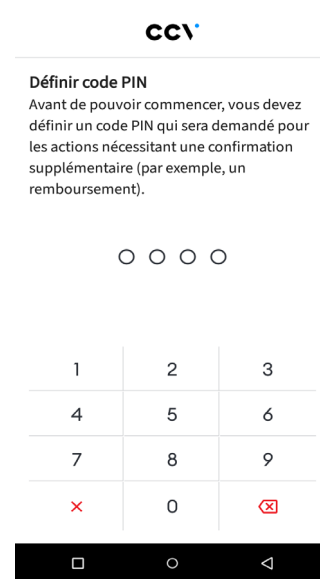 CCV
Définir code PIN
Avant de pouvoir commencer, vous devez
définir un code PIN qui sera demandé pour
les actions nécessitant une confirmation
supplémentaire (par exemple, un
remboursement).
1 2 3
4 5 6
7 8 9
0